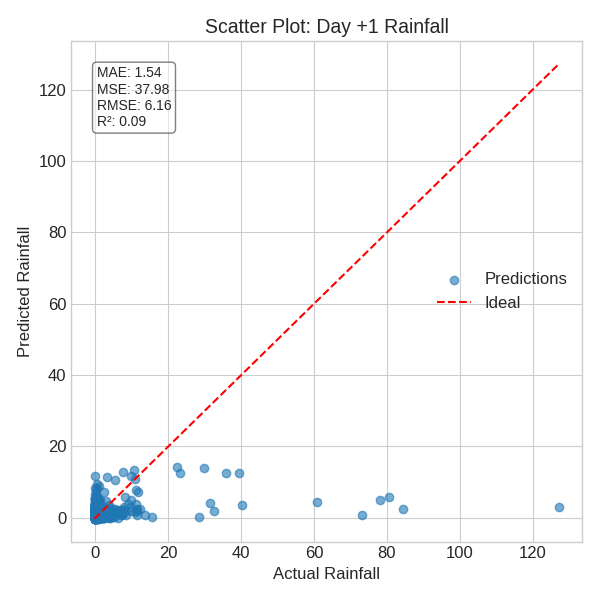 Scatter Plot: Day +1 Rainfall
MAE: 1.54
MSE: 37.98
RMSE: 6.16
R²: 0.09
120
100
80
60
40
20
0
Predicted Rainfall
Predictions
Ideal
0 20 40 60 80 100 120
Actual Rainfall